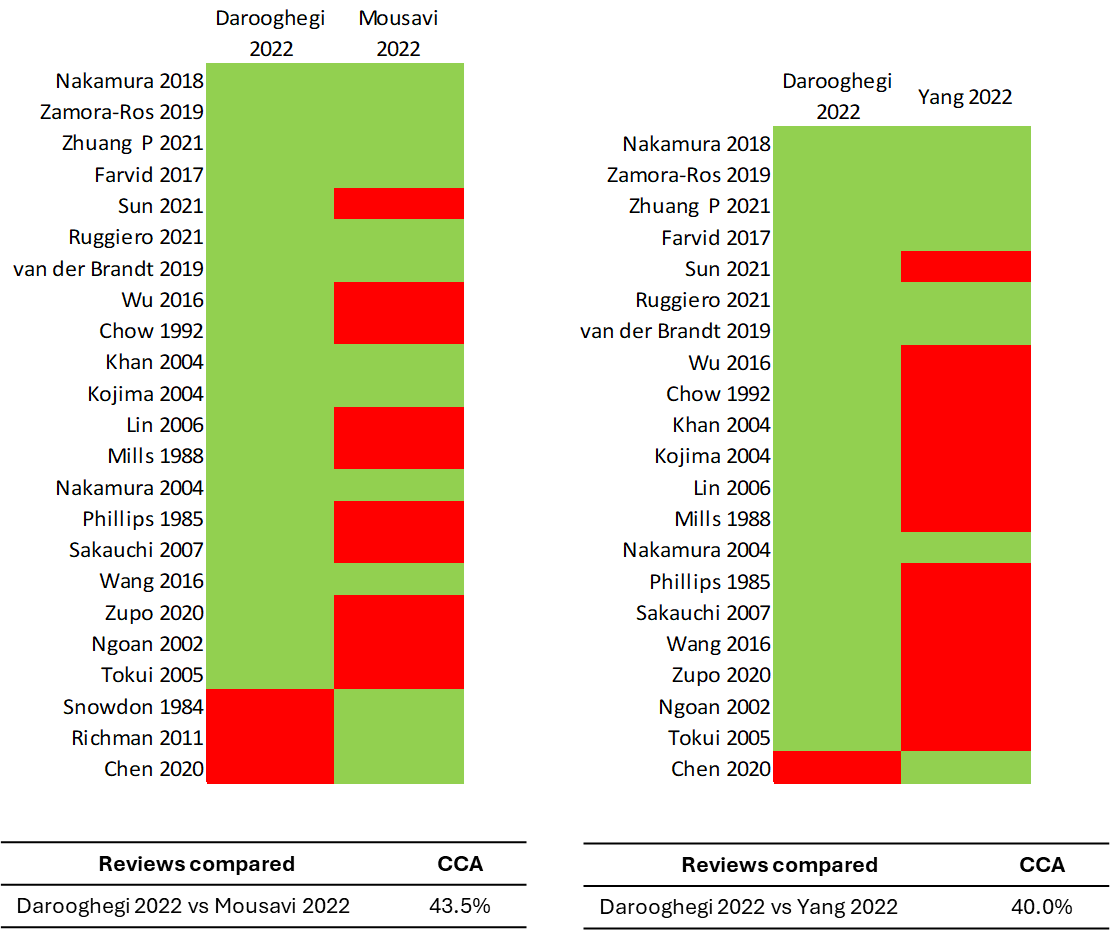 Darooghegi Mousavi
2022 2022
Nakamura 2018
Zamora-Ros 2019
Zhuang P 2021
Farvid 2017
Sun 2021
Ruggiero 2021
van der Brandt 2019
Wu 2016
Chow 1992
Khan 2004
Kojima 2004
Lin 2006
Mills 1988
Nakamura 2004
Phillips 1985
Sakauchi 2007
Wang 2016
Zupo 2020
Ngoan 2002
Tokui 2005
Snowdon 1984
Richman 2011
Chen 2020
Reviews compared CCA
Darooghegi 2022 vs Mousavi 2022 43.5%
Darooghegi
2022
Yang 2022
Nakamura 2018
Zamora-Ros 2019
Zhuang P 2021
Farvid 2017
Sun 2021
Ruggiero 2021
van der Brandt 2019
Wu 2016
Chow 1992
Khan 2004
Kojima 2004
Lin 2006
Mills 1988
Nakamura 2004
Phillips 1985
Sakauchi 2007
Wang 2016
Zupo 2020
Ngoan 2002
Tokui 2005
Chen 2020
Reviews compared CCA
Darooghegi 2022 vs Yang 2022 40.0%